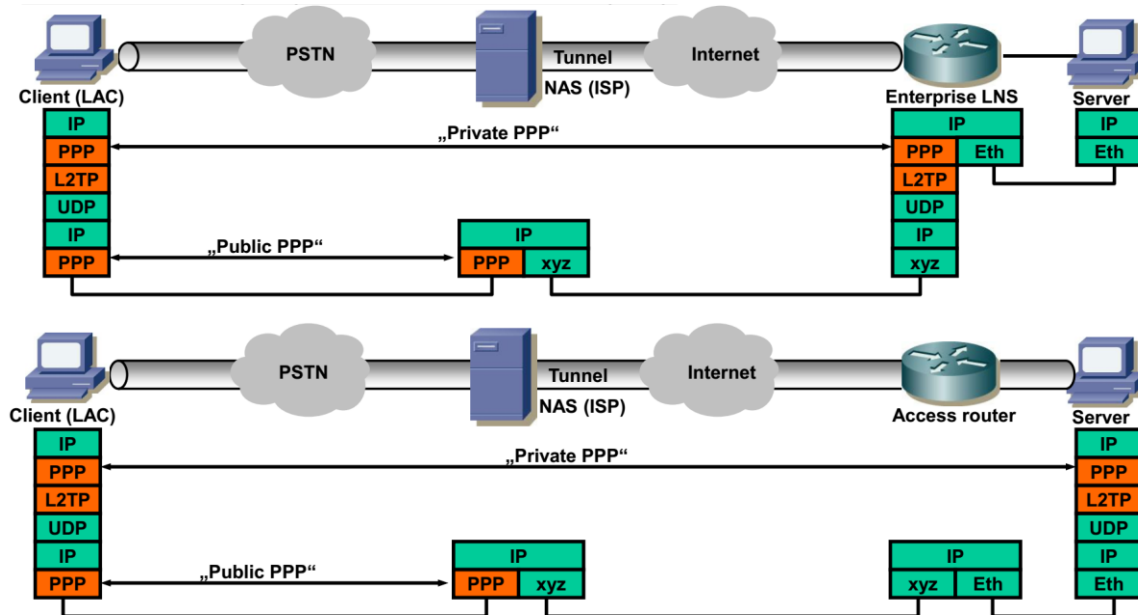 PSTN
Tunnel
Internet
Client (LAC)
NAS (ISP)
Enterprise LNS
Server
IP
IP
IP
PPP
„Private PPP“
PPP
Eth
Eth
L2TP
L2TP
UDP
UDP
IP
„Public PPP“
IP
IP
PPP
PPP
xyz
xyz
PSTN
Tunnel
Internet
Client (LAC)
NAS (ISP)
Access router
Server
IP
IP
PPP
„Private PPP“
PPP
L2TP
L2TP
UDP
UDP
IP
IP
IP
IP
PPP
„Public PPP“
PPP
xyz
xyz
Eth
Eth